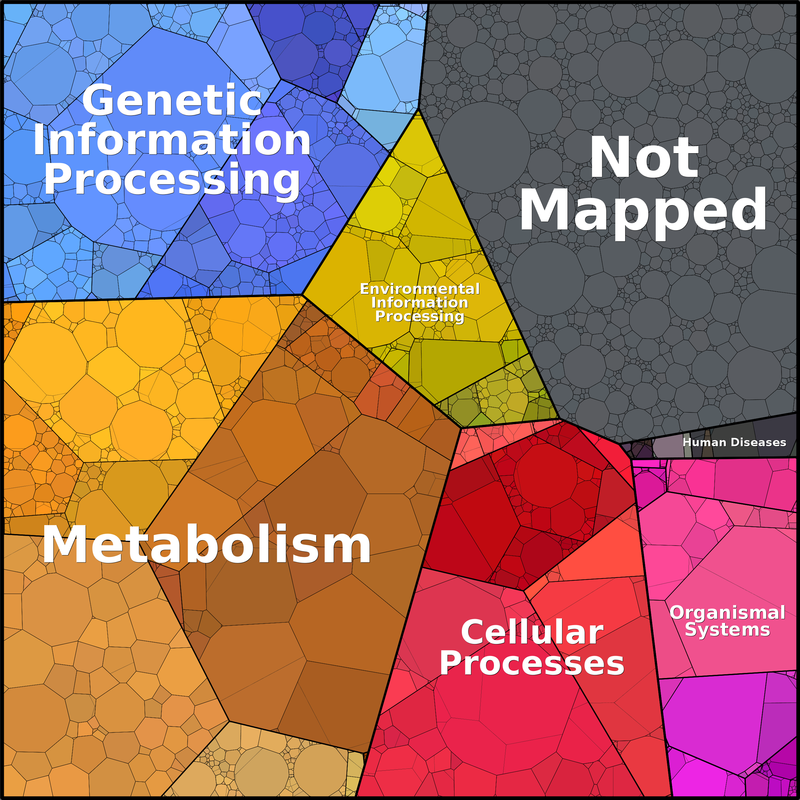 Genetic
Information
Processing
Not
Mapped
Environmental
Information
Processing
Human Diseases
Metabolism
Organismal
Systems
Cellular
Processes